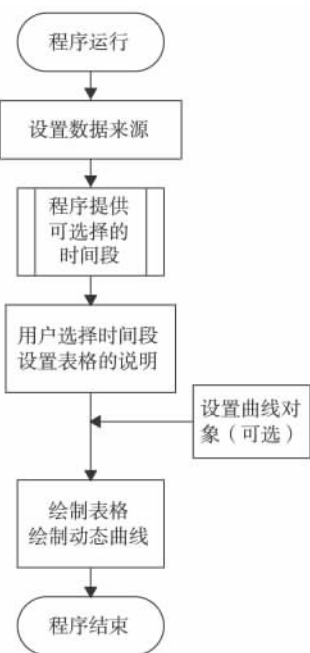 程序运行
设置数据来源
程序提供
可选择的
时间段
用户选择时间段
设置表格的说明
设置曲线对
象（可选）
绘制表格
绘制动态曲线
程序结束